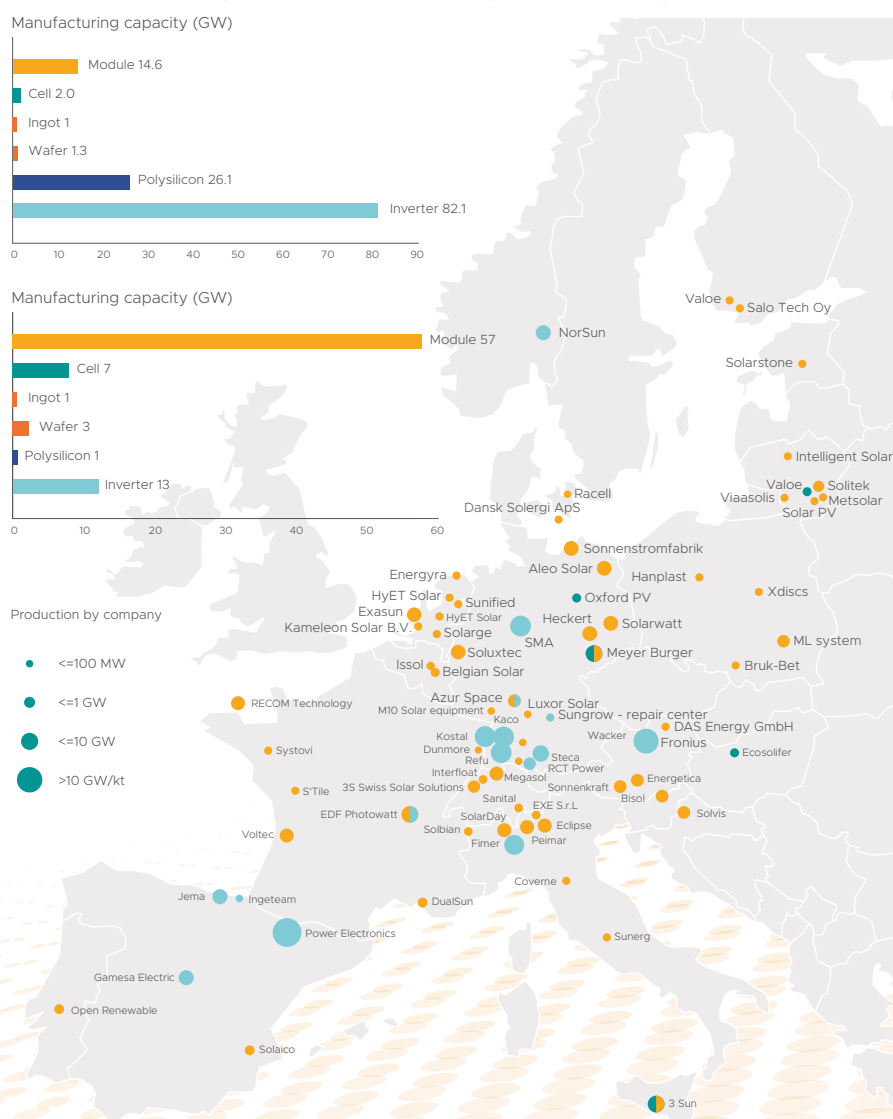 Manufacturing capacity (GW)
Module 14.6
Cell 2.0
Ingot 1
Wafer 1.3
Polysilicon 26.1
Inverter 82.1
0 10 20 30 40 50 60 70 80 90
Manufacturing capacity (GW)
Module 57
Cell 7
Ingot 1
Wafer 3
Polysilicon 1
Inverter 13
0 10 20 30 40 50 60
Production by company
<=100 MW
<=1 GW
<=10 GW
>10 GW/kt
Valoe
Salo Tech Oy
NorSun
Solarstone
Intelligent Solar
Valoe
Solitek
Viaasolis
Metsolar
Solar PV
Racell
Dansk Solergi ApS
Sonnenstromfabrik
Aleo Solar
Energyra
Hanplast
Xdiscs
HyET Solar
Sunified
Oxford PV
Exasun
HyET Solar
Kameleon Solar B.V.
Solarge
Heckert
Solarwatt
SMA
ML system
Soluxtec
Meyer Burger
Issol
Belgian Solar
Bruk-Bet
RECOM Technology
Azur Space
Luxor Solar
M10 Solar equipment
Kaco
Sungrow - repair center
DAS Energy GmbH
Kostal
Wacker
Fronius
Systovi
Dunmore
Refu
Steca
Ecosolifer
RCT Power
Interfloat
Megasol
Energetica
3S Swiss Solar Solutions
Sonnenkraft
S'Tile
Sanital
Bisol
EXE S.r.L
EDF Photowatt
SolarDay
Solvis
Voltec
Solbian
Eclipse
Fimer
Peimar
Coverne
Jema
Ingeteam
DualSun
Power Electronics
Sunerg
Gamesa Electric
Open Renewable
Solaico
3 Sun